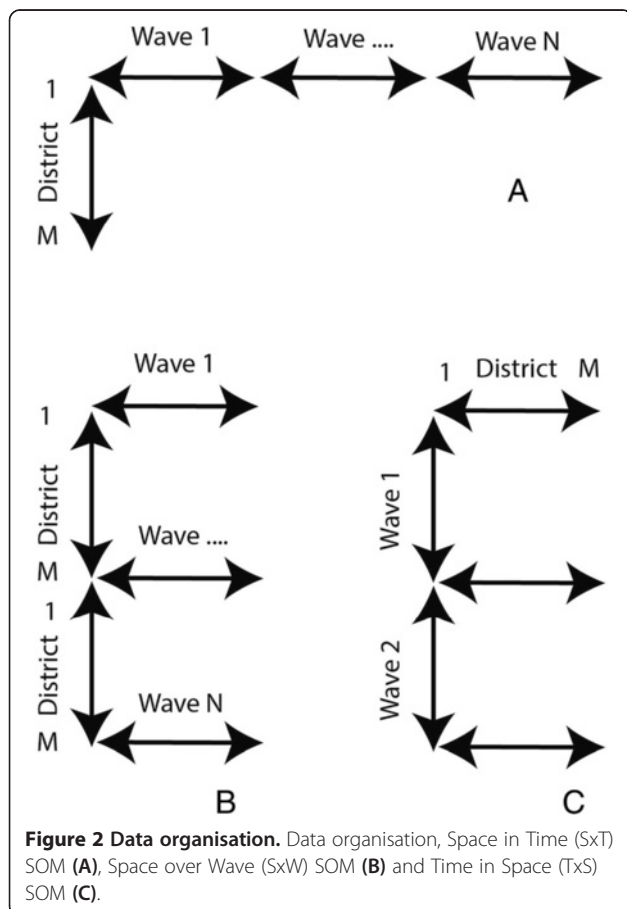 Wave 1 Wave .... Wave N
1
District
M
A
Wave 1
1
District
M
Wave ....
1
District
M
Wave N
B
1 District M
Wave 1
Wave 2
C
Figure 2 Data organisation. Data organisation, Space in Time (SxT)
SOM (A), Space over Wave (SxW) SOM (B) and Time in Space (TxS)
SOM (C).